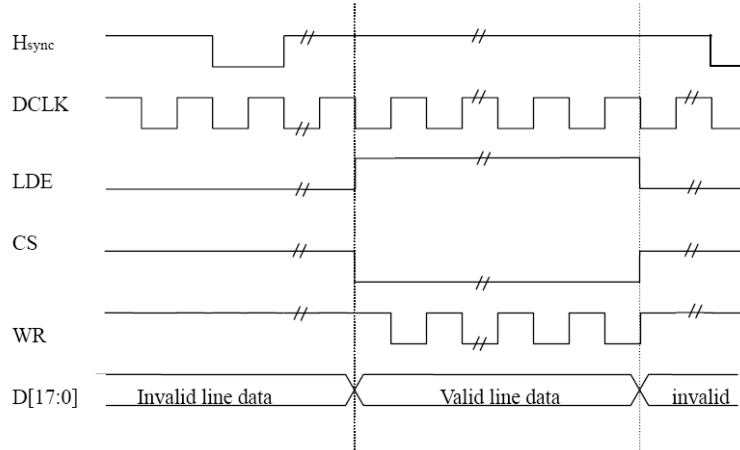 Hsync
DCLK
LDE
CS
WR
D[17:0] Invalid line data Valid line data invalid